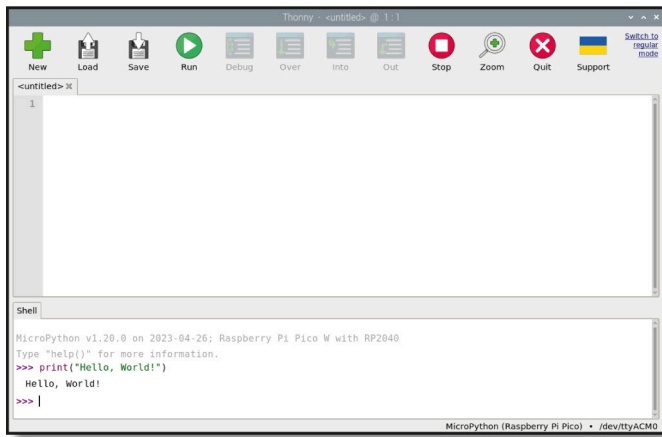 Thonny - <untitled> @ 1 : 1
New Load Save Run Debug Over Into Out Stop Zoom Quit Support
Switch to
regular
mode
<untitled>
1
Shell
MicroPython v1.20.0 on 2023-04-26; Raspberry Pi Pico W with RP2040
Type "help()" for more information.
>>> print("Hello, World!")
Hello, World!
>>>
MicroPython (Raspberry Pi Pico) • /dev/ttyACM0